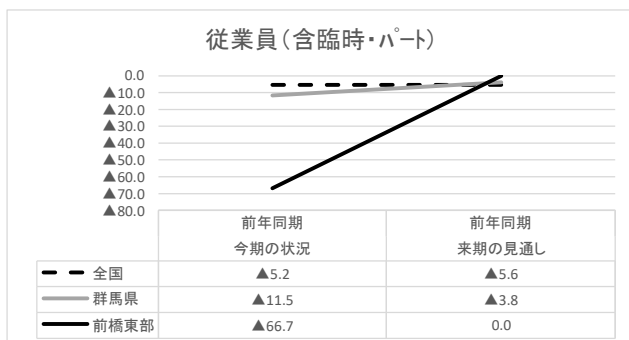 従業員（含臨時・パート）
0.0
▲10.0
▲20.0
▲30.0
▲40.0
▲50.0
▲60.0
▲70.0
▲80.0
前年同期 前年同期
今期の状況 来期の見通し
全国 ▲5.2 ▲5.6
群馬県 ▲11.5 ▲3.8
前橋東部 ▲66.7 0.0